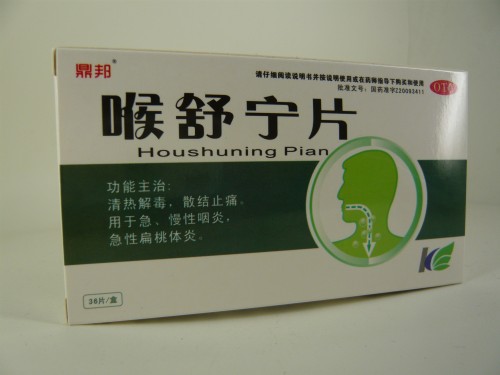 鼎邦
请仔细阅读说明书并按说明使用或在药师指导下购买和使用
批准文号：国药准字Z20093411
OTC
喉舒宁片
Houshuning Pian
功能主治:
清热解毒，散结止痛。
用于急、慢性咽炎，
急性扁桃体炎。
36片/盒